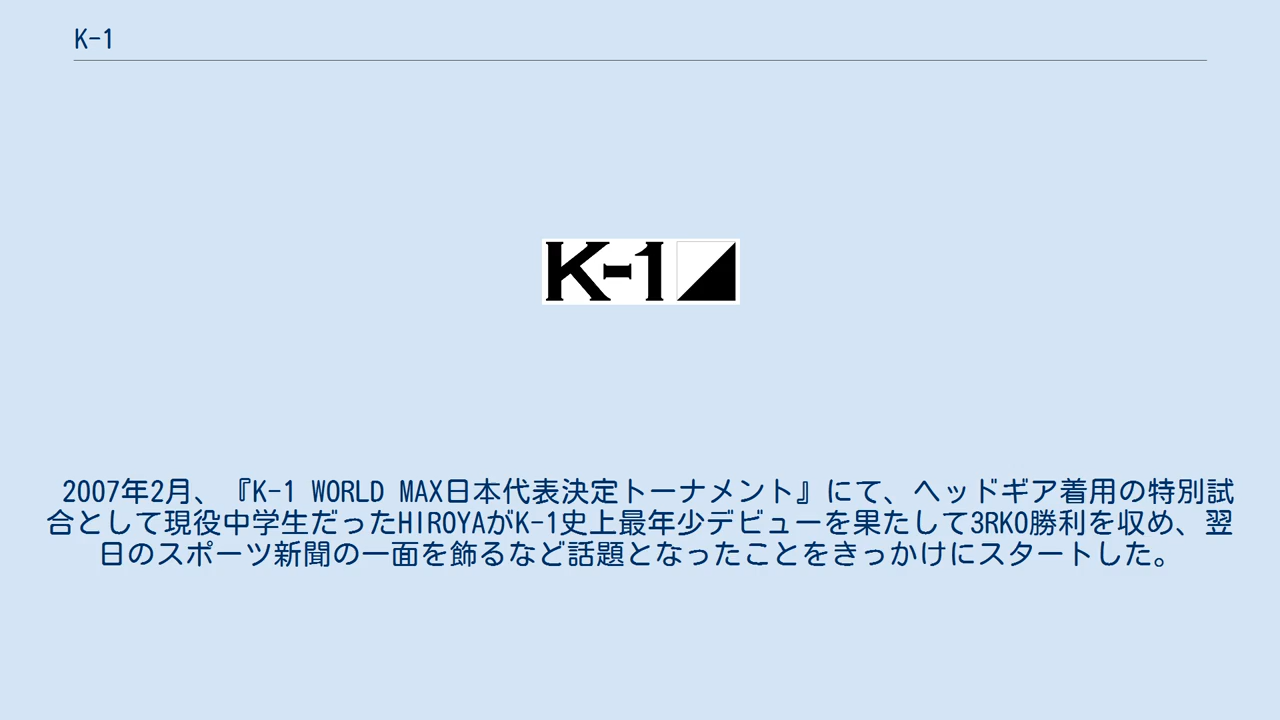 K-1
K-1
2007年2月、『K-1 WORLD MAX日本代表決定トーナメント』にて、ヘッドギア着用の特別試
合として現役中学生だったHIROYAがK-1史上最年少デビューを果たして3RKO勝利を収め、翌
日のスポーツ新聞の一面を飾るなど話題となったことをきっかけにスタートした。